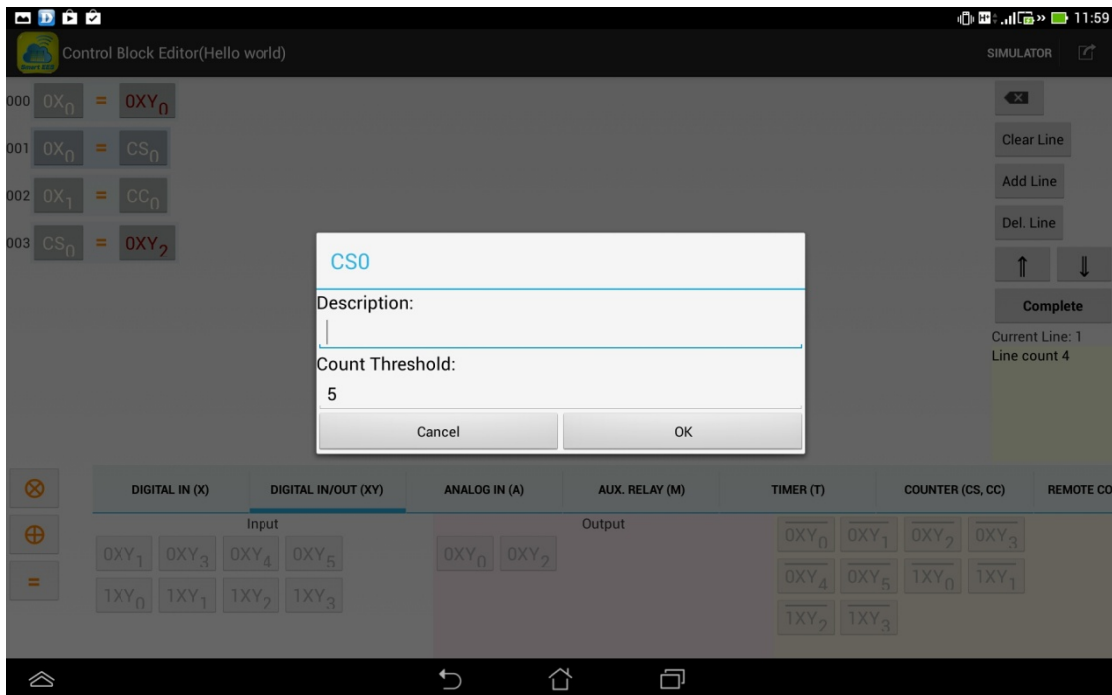 11:59
Control Block Editor(Hello world)
SIMULATOR
000 0X0 = 0XY0
001 0X0 = CS0
002 0X1 = CC0
003 CS0 = 0XY2
Clear Line
Add Line
Del. Line
⇑ ⇓
Complete
Current Line: 1
Line count 4
CS0
Description:
Count Threshold:
5
Cancel OK
DIGITAL IN (X) DIGITAL IN/OUT (XY) ANALOG IN (A) AUX. RELAY (M) TIMER (T) COUNTER (CS, CC) REMOTE CO
⊗
⊕
=
Input
0XY1 0XY3 0XY4 0XY5
1XY0 1XY1 1XY2 1XY3
Output
0XY0 0XY2
0XY0 0XY1 0XY2 0XY3
0XY4 0XY5 1XY0 1XY1
1XY2 1XY3